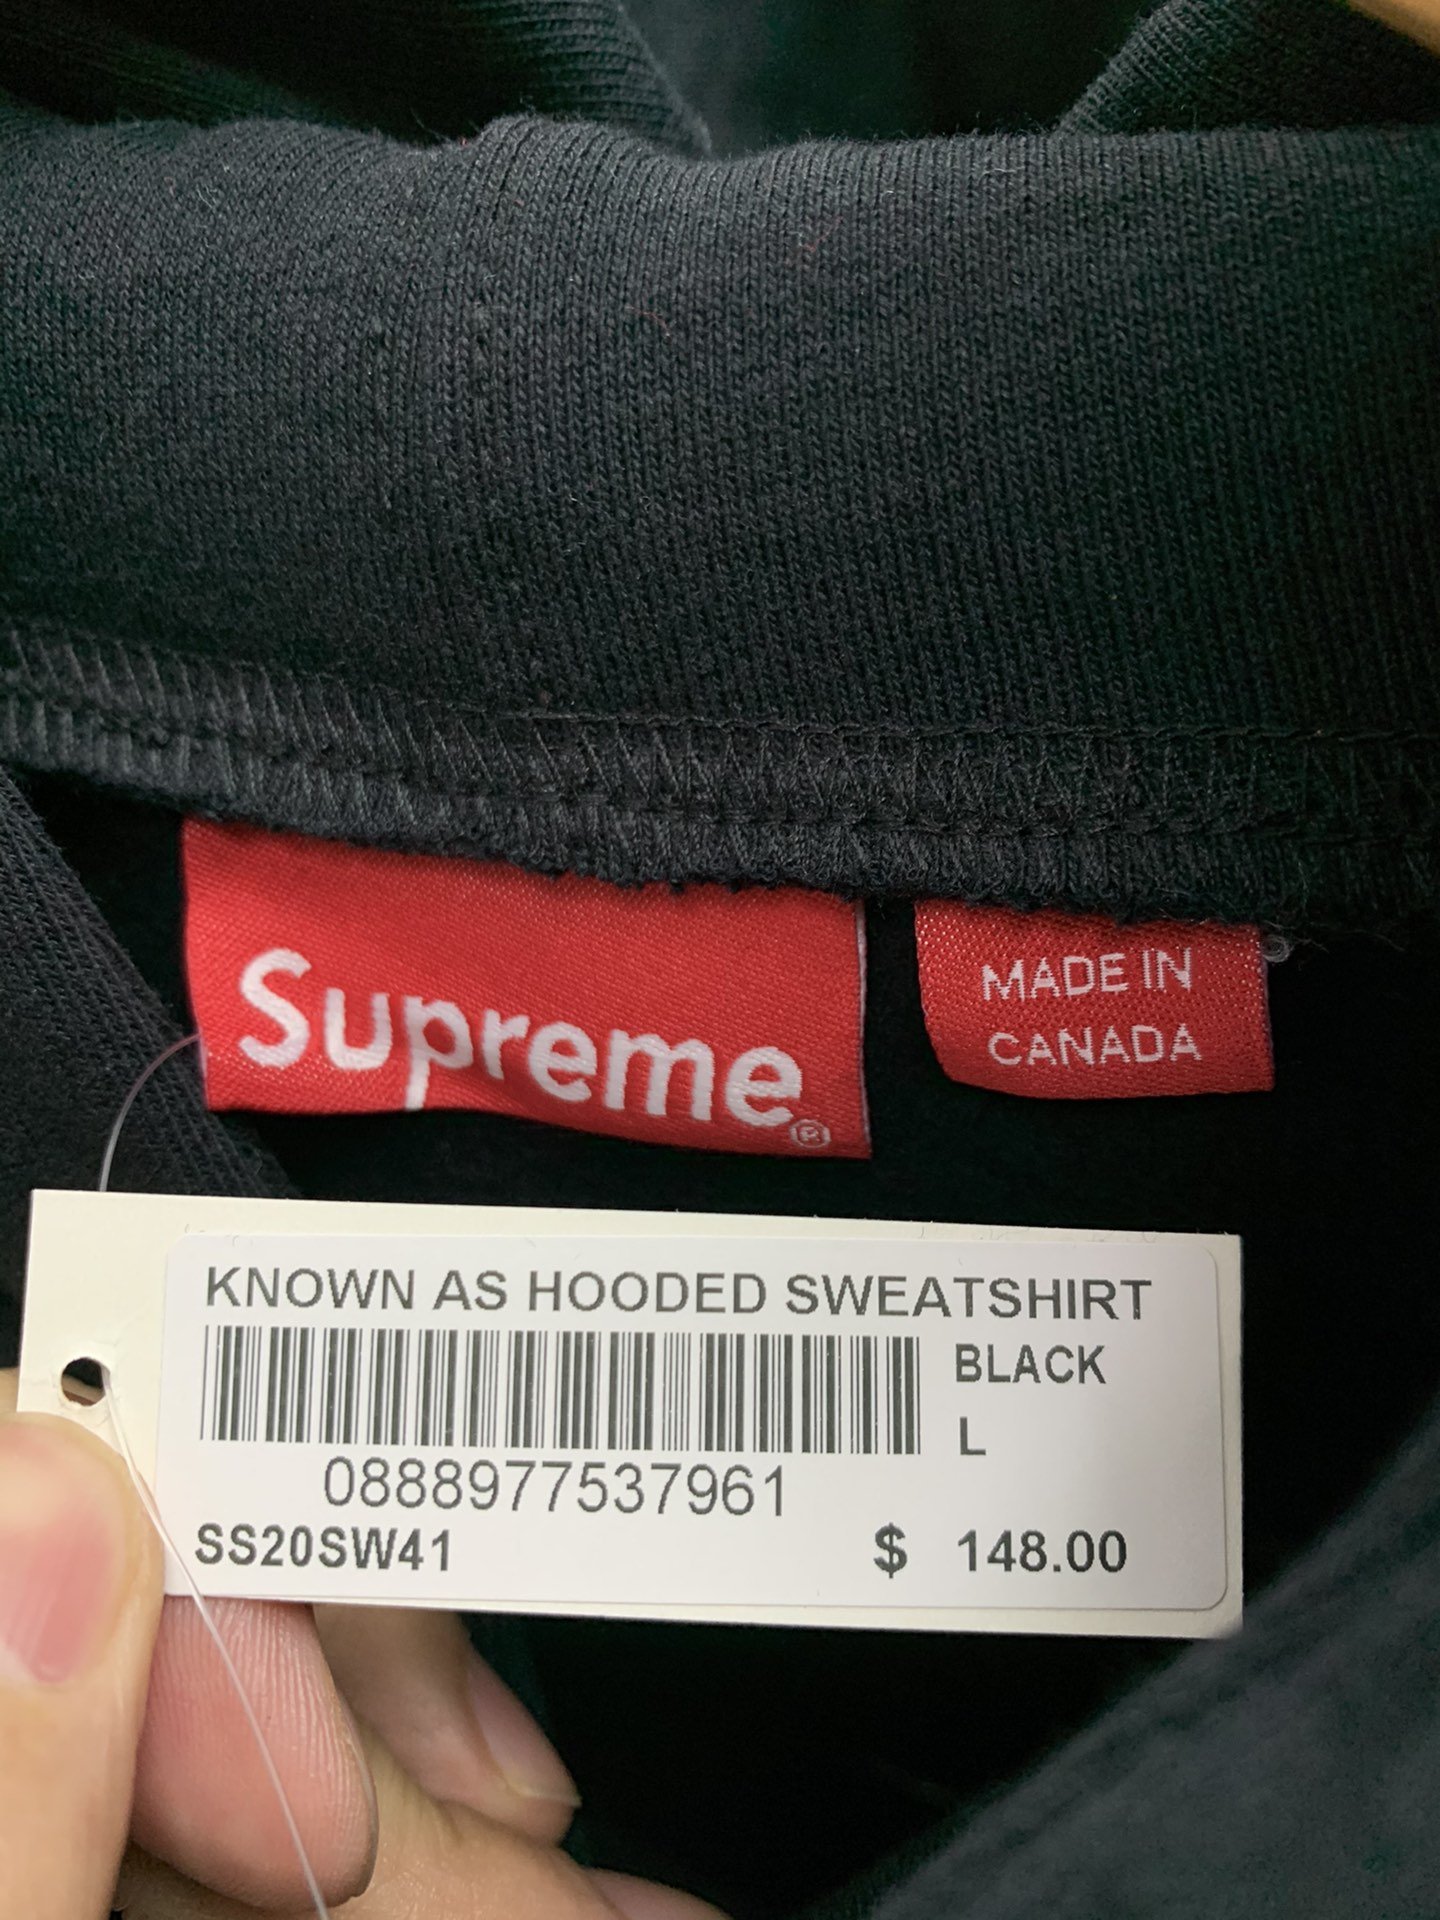 Supreme®
MADE IN
CANADA
KNOWN AS HOODED SWEATSHIRT
BLACK
L
0888977537961
SS20SW41 $ 148.00